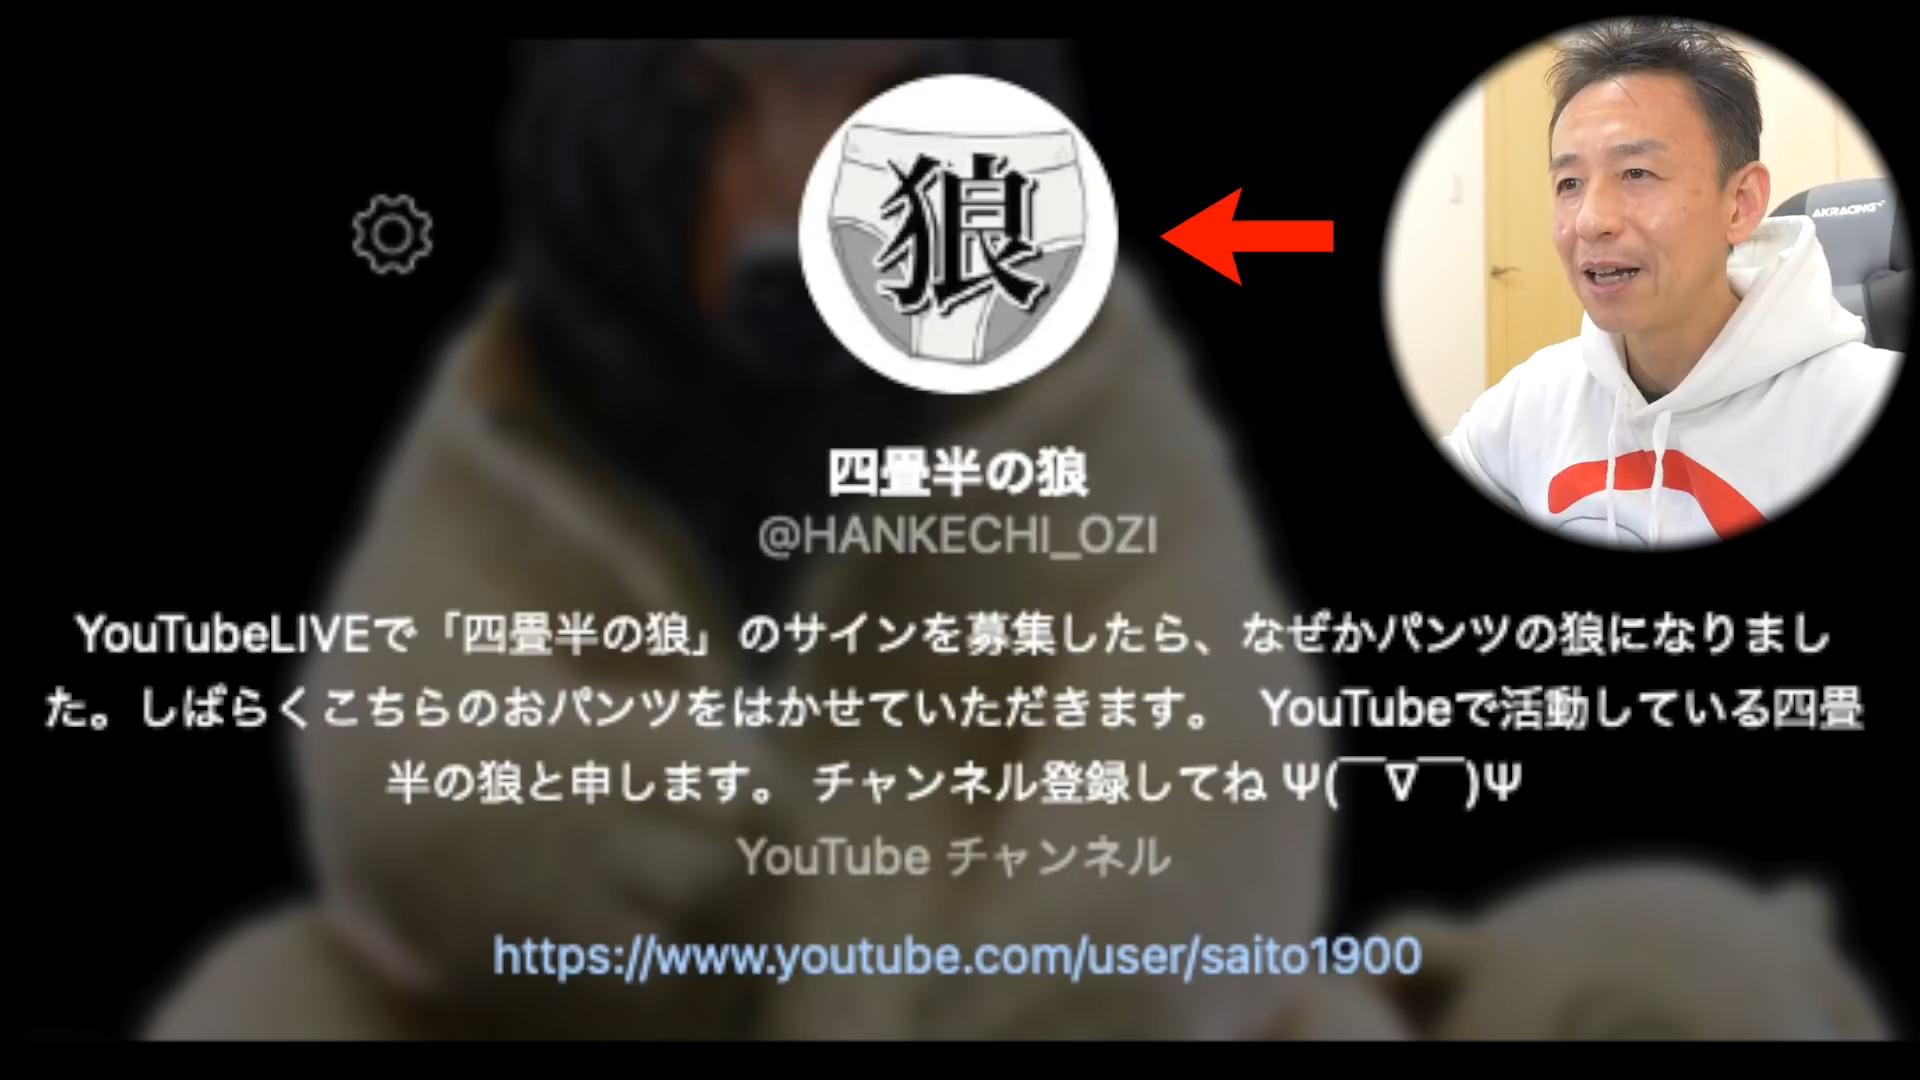 狼
AKRACING
四畳半の狼
@HANKECHI_OZI
YouTubeLIVEで「四畳半の狼」のサインを募集したら、なぜかパンツの狼になりまし
た。しばらくこちらのおパンツをはかせていただきます。 YouTubeで活動している四畳
半の狼と申します。 チャンネル登録してね Ψ(￣∇￣)Ψ
YouTube チャンネル
https://www.youtube.com/user/saito1900